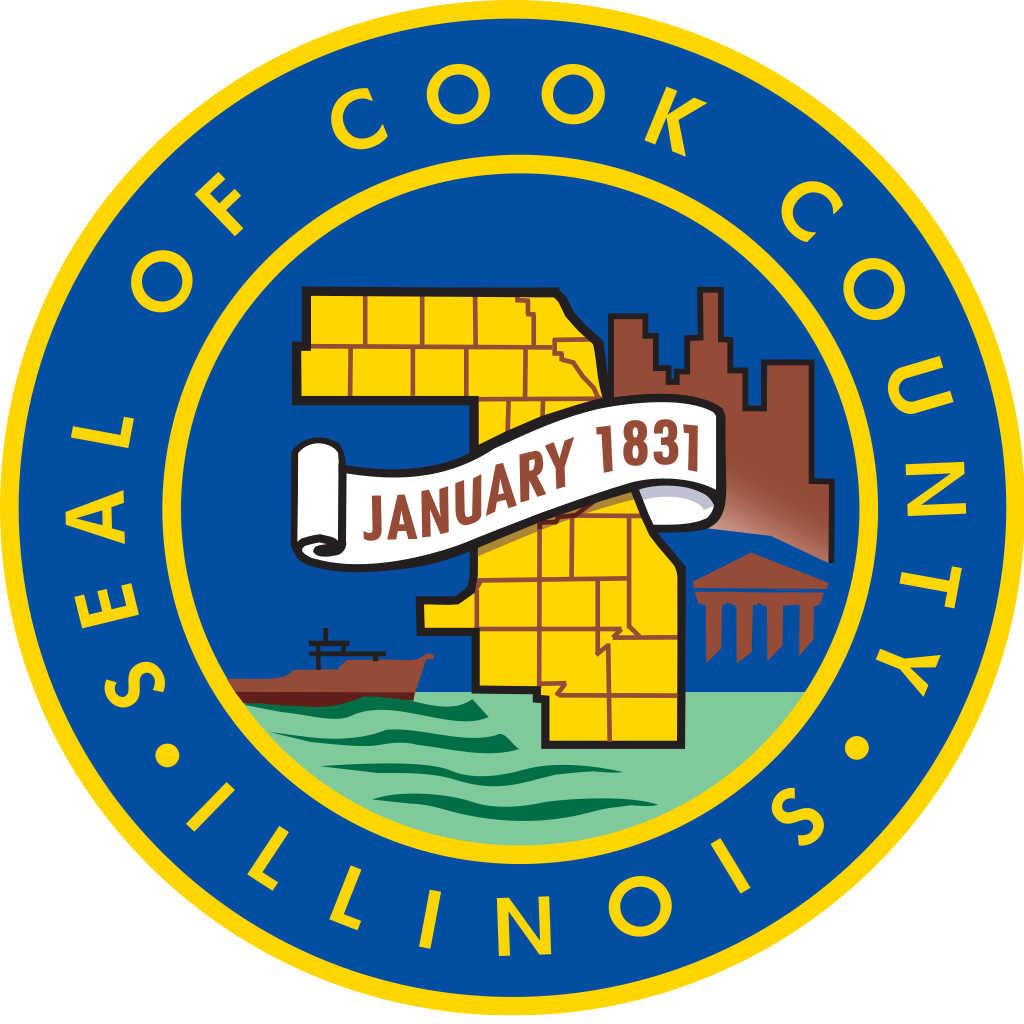 SEAL OF COOK COUNTY
JANUARY 1831
• ILLINOIS •